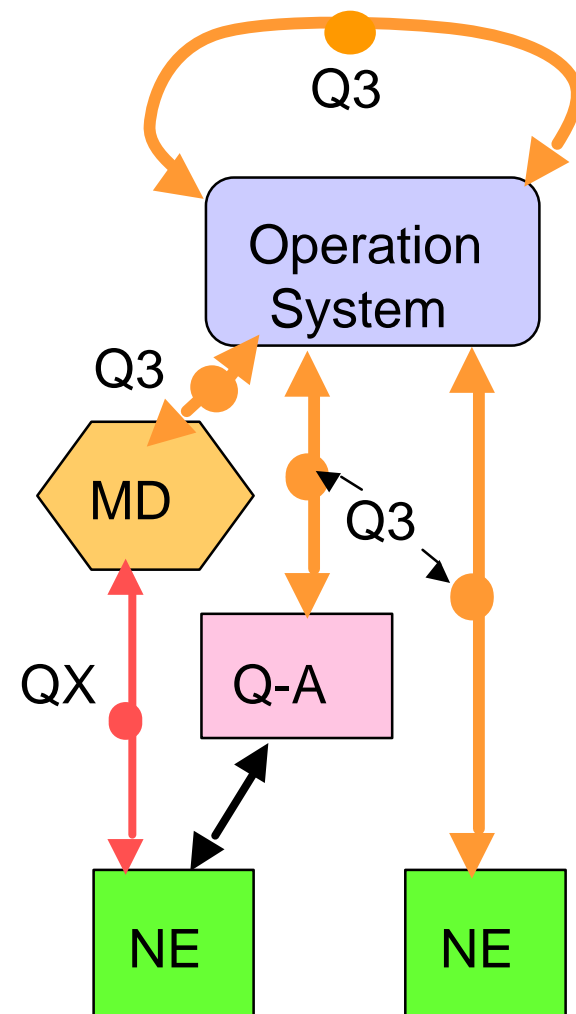 Q3
Operation
System
Q3
MD
Q3
QX
Q-A
NE
NE